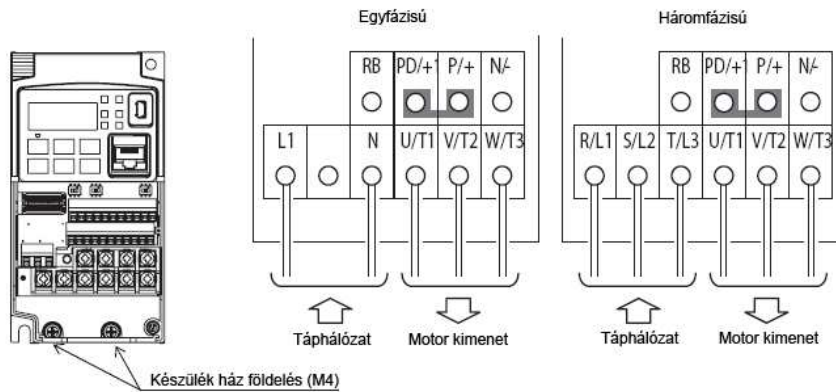 Egyfázisú
RB PD/+1 P/+ N/-
L1 N U/T1 V/T2 W/T3
Táphálózat Motor kimenet
Háromfázisú
RB PD/+1 P/+ N/-
R/L1 S/L2 T/L3 U/T1 V/T2 W/T3
Táphálózat Motor kimenet
Készülék ház földelés (M4)